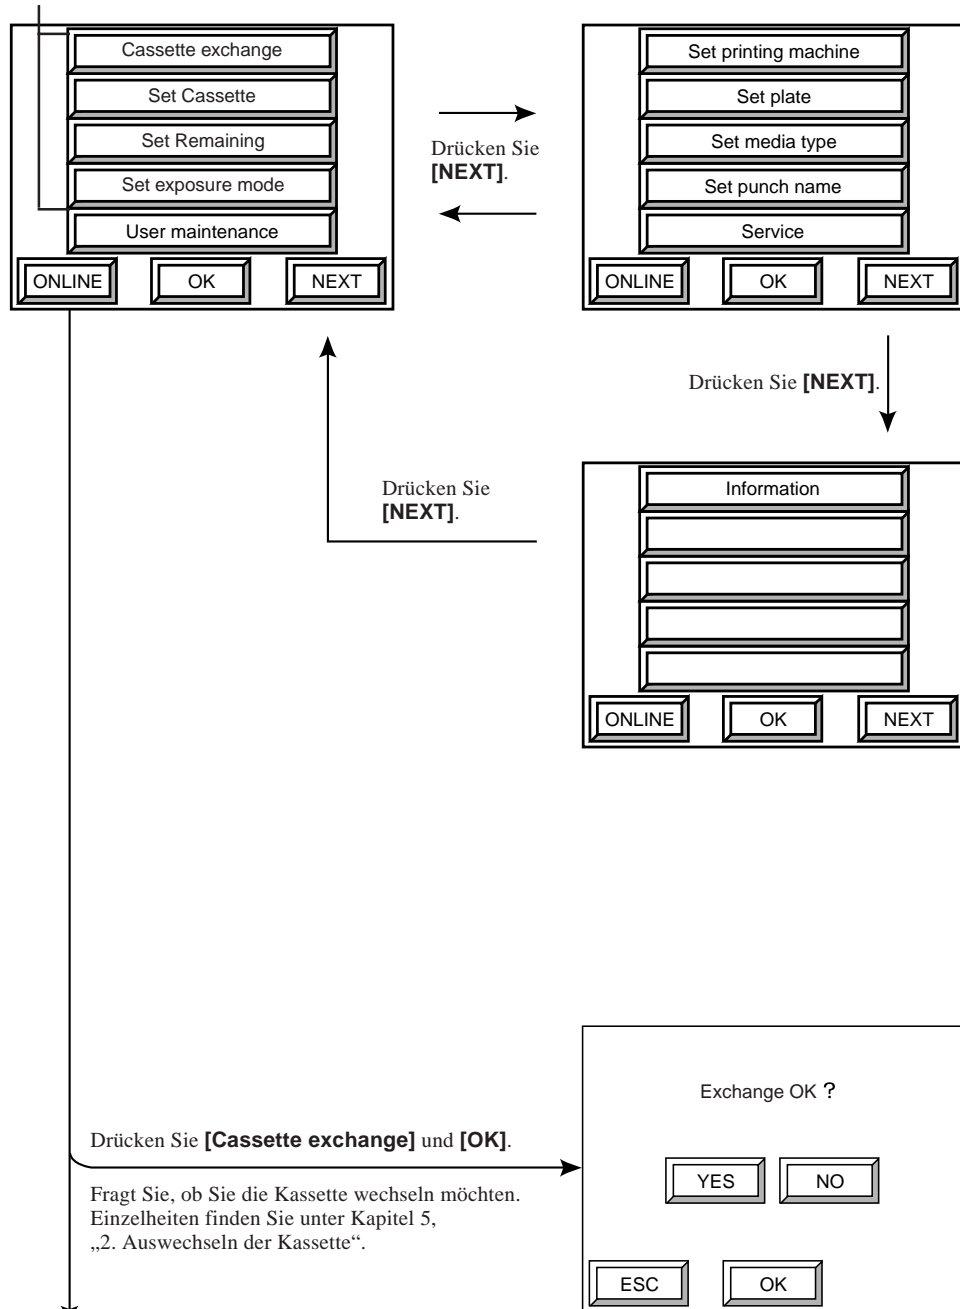 Cassette exchange
Set Cassette
Set Remaining
Set exposure mode
User maintenance
ONLINE
OK
NEXT
Drücken Sie
[NEXT].
Set printing machine
Set plate
Set media type
Set punch name
Service
ONLINE
OK
NEXT
Drücken Sie [NEXT].
Drücken Sie
[NEXT].
Information
ONLINE
OK
NEXT
Drücken Sie [Cassette exchange] und [OK].
Fragt Sie, ob Sie die Kassette wechseln möchten.
Einzelheiten finden Sie unter Kapitel 5,
„2. Auswechseln der Kassette“.
Exchange OK ?
YES
NO
ESC
OK